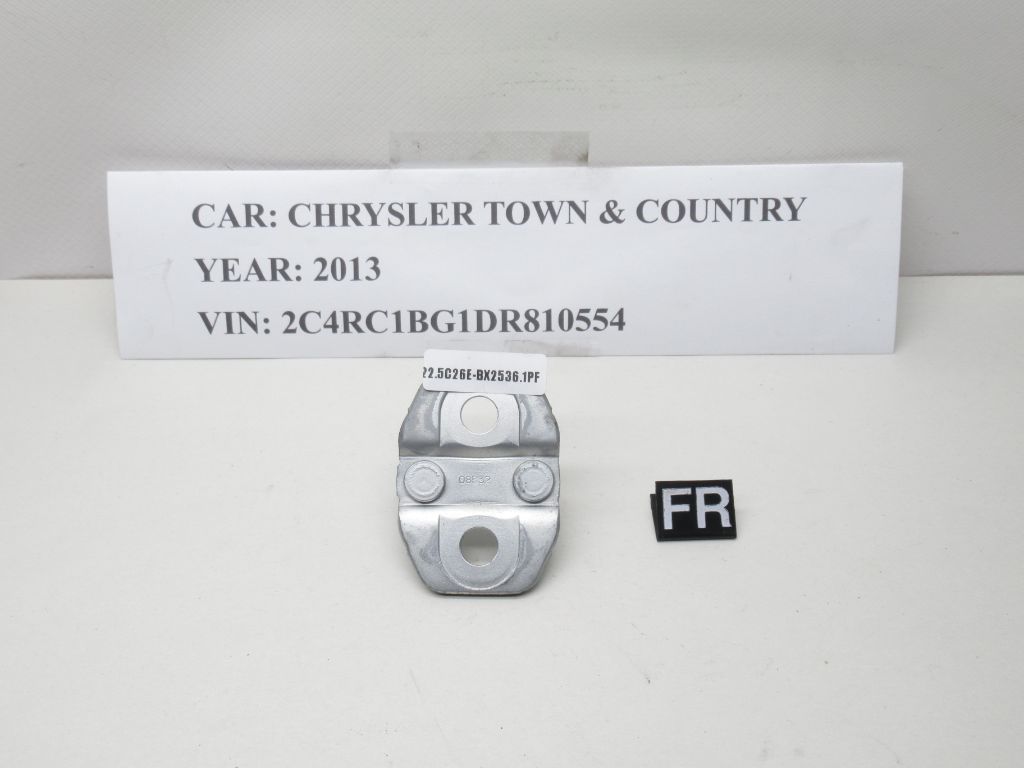 CAR: CHRYSLER TOWN & COUNTRY
YEAR: 2013
VIN: 2C4RC1BG1DR810554
22.5C26E-BX2536.1PF
FR